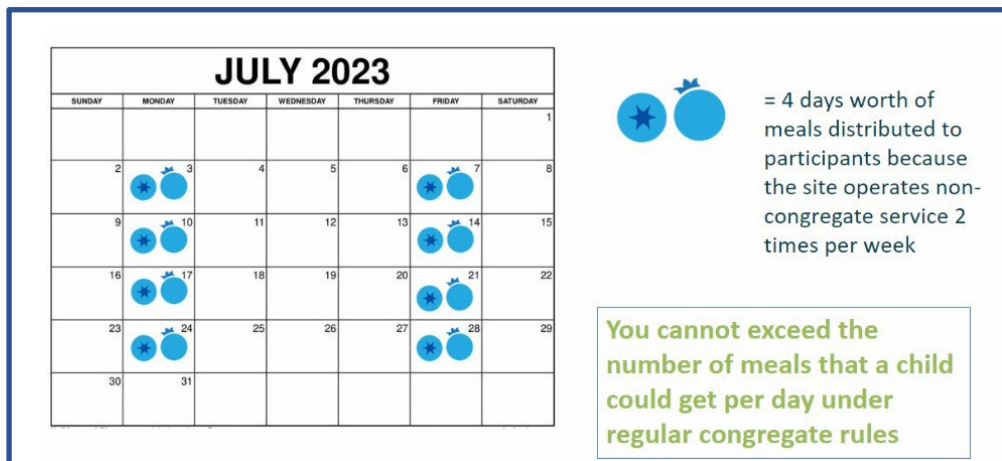 JULY 2023
SUNDAY MONDAY TUESDAY WEDNESDAY THURSDAY FRIDAY SATURDAY
1
2 3 4 5 6 7 8
9 10 11 12 13 14 15
16 17 18 19 20 21 22
23 24 25 26 27 28 29
30 31
= 4 days worth of
meals distributed to
participants because
the site operates non-
congregate service 2
times per week
You cannot exceed the
number of meals that a child
could get per day under
regular congregate rules